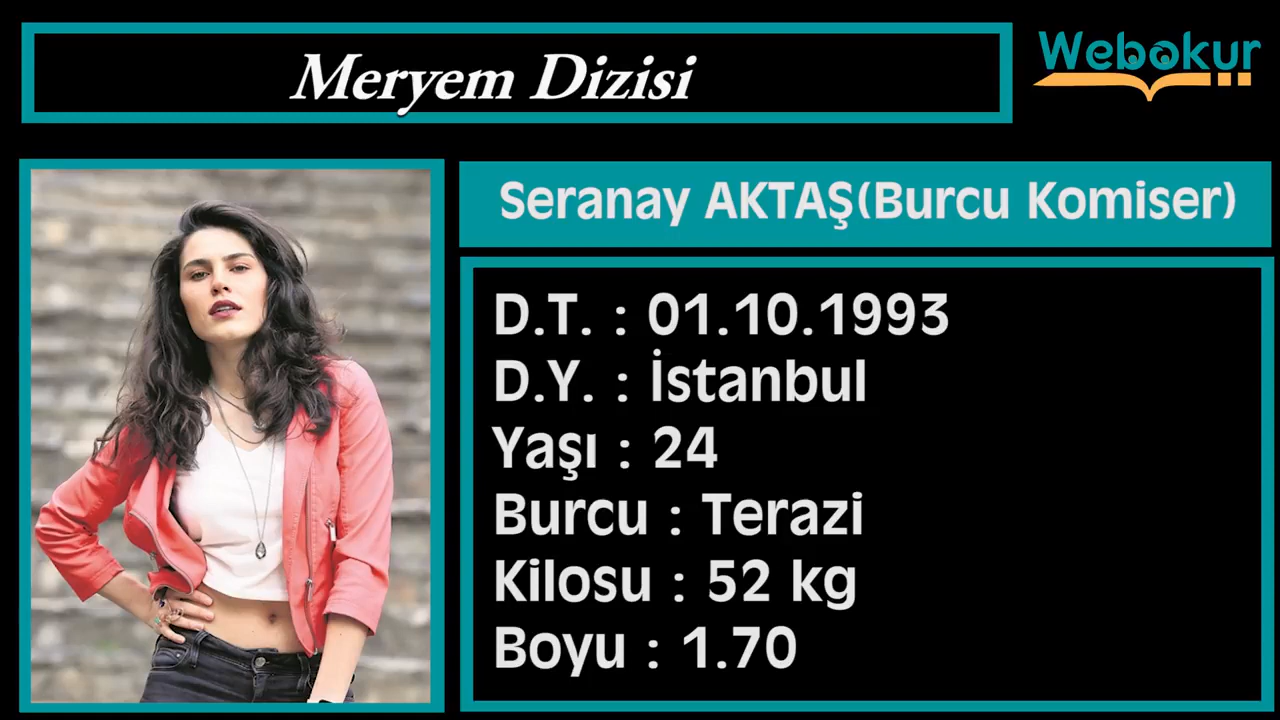 Meryem Dizisi
Webokur
Seranay AKTAŞ(Burcu Komiser)
D.T. : 01.10.1993
D.Y. : İstanbul
Yaşı : 24
Burcu : Terazi
Kilosu : 52 kg
Boyu : 1.70